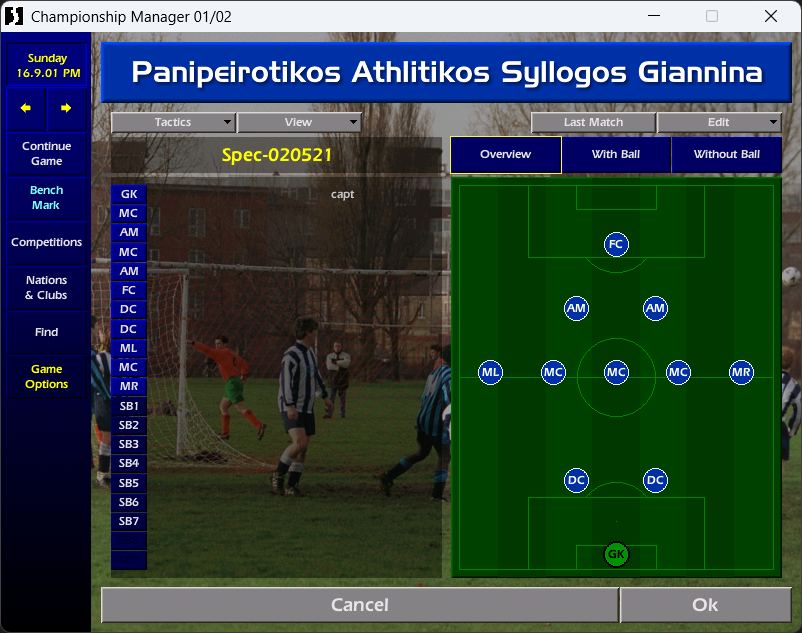 Championship Manager 01/02
Sunday
16.9.01 PM
Continue
Game
Bench
Mark
Competitions
Nations
& Clubs
Find
Game
Options
Panipeirotikos Athlitikos Syllogos Giannina
Tactics View Last Match Edit
Spec-020521
Overview With Ball Without Ball
GK capt
MC
AM
MC
AM
FC
DC
DC
ML
MC
MR
SB1
SB2
SB3
SB4
SB5
SB6
SB7
FC
AM AM
ML MC MC MC MR
DC DC
GK
Cancel Ok